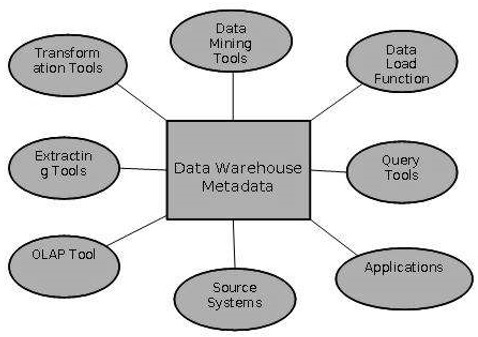 Transform
ation Tools
Data
Mining
Tools
Data
Load
Function
Extractin
g Tools
Data Warehouse
Metadata
Query
Tools
OLAP Tool
Source
Systems
Applications